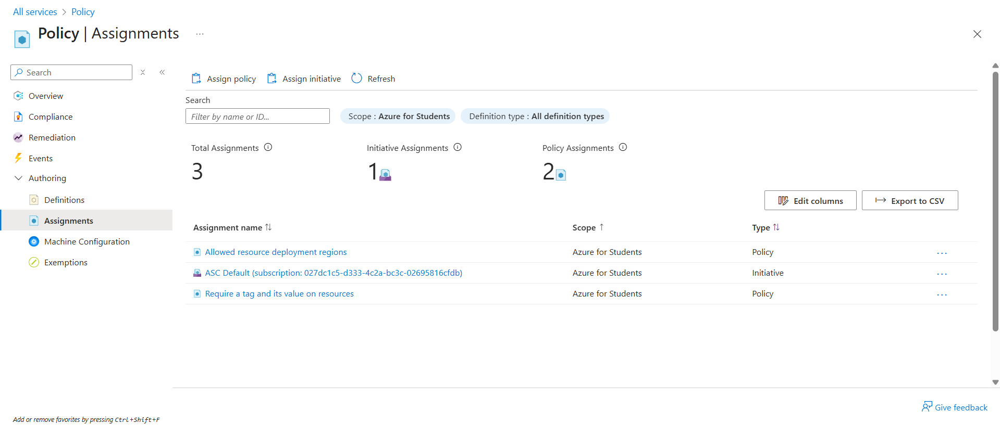 All services > Policy
Policy | Assignments ...
Search
Overview
Compliance
Remediation
Events
Authoring
Definitions
Assignments
Machine Configuration
Exemptions
Add or remove favorites by pressing Ctrl+Shift+F
Assign policy Assign initiative Refresh
Search
Filter by name or ID...
Scope : Azure for Students
Definition type : All definition types
Total Assignments Initiative Assignments Policy Assignments
3 1 2
Edit columns Export to CSV
Assignment name Scope Type
Allowed resource deployment regions Azure for Students Policy ...
ASC Default (subscription: 027dc1c5-d333-4c2a-bc3c-02695816cfdb) Azure for Students Initiative ...
Require a tag and its value on resources Azure for Students Policy ...
Give feedback